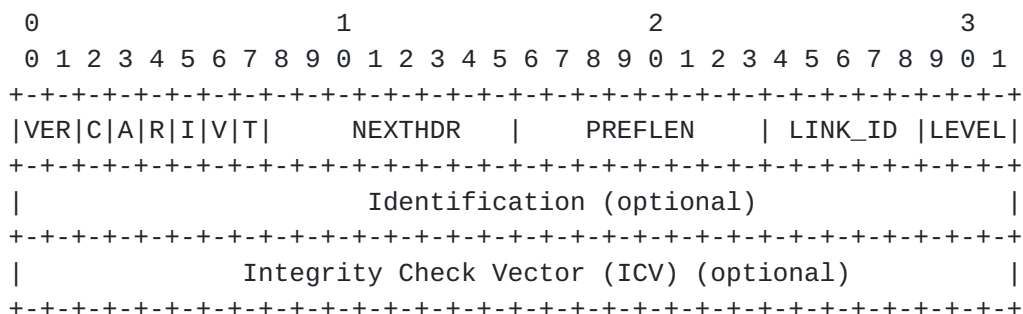 0                   1                   2                   3
 0 1 2 3 4 5 6 7 8 9 0 1 2 3 4 5 6 7 8 9 0 1 2 3 4 5 6 7 8 9 0 1
+-+-+-+-+-+-+-+-+-+-+-+-+-+-+-+-+-+-+-+-+-+-+-+-+-+-+-+-+-+-+-+-+
|VER|C|A|R|I|V|T|     NEXTHDR   |    PREFLEN    | LINK_ID |LEVEL|
+-+-+-+-+-+-+-+-+-+-+-+-+-+-+-+-+-+-+-+-+-+-+-+-+-+-+-+-+-+-+-+-+
|                      Identification (optional)                |
+-+-+-+-+-+-+-+-+-+-+-+-+-+-+-+-+-+-+-+-+-+-+-+-+-+-+-+-+-+-+-+-+
|              Integrity Check Vector (ICV) (optional)          |
+-+-+-+-+-+-+-+-+-+-+-+-+-+-+-+-+-+-+-+-+-+-+-+-+-+-+-+-+-+-+-+-+